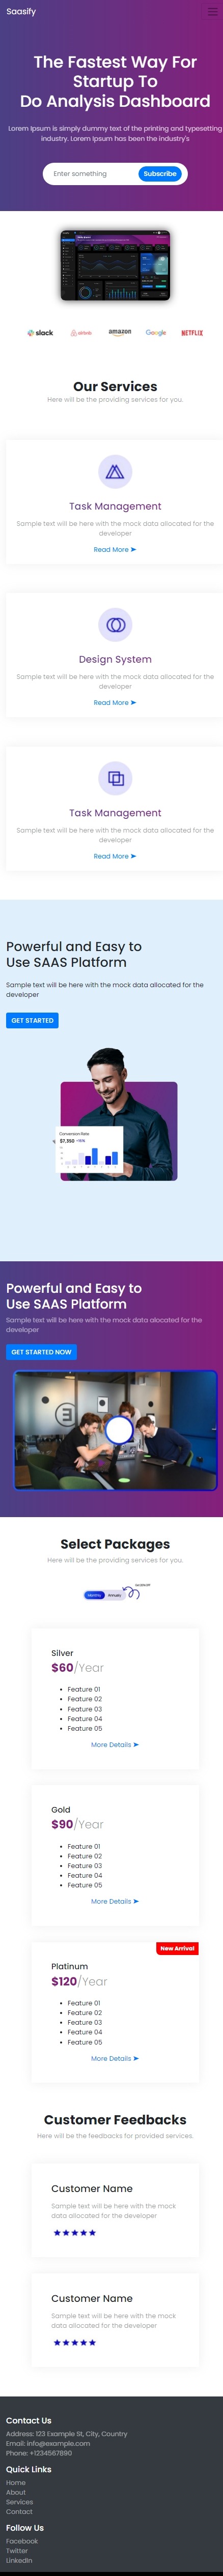 Saasify
The Fastest Way For
Startup To
Do Analysis Dashboard
Lorem Ipsum is simply dummy text of the printing and typesetting
industry. Lorem Ipsum has been the industry's
Enter something
Subscribe
slack
airbnb
amazon
Google
NETFLIX
Our Services
Here will be the providing services for you.
Task Management
Sample text will be here with the mock data allocated for the
developer
Read More ➤
Design System
Sample text will be here with the mock data allocated for the
developer
Read More ➤
Task Management
Sample text will be here with the mock data allocated for the
developer
Read More ➤
Powerful and Easy to
Use SAAS Platform
Sample text will be here with the mock data allocated for the
developer
GET STARTED
Conversion Rate
$7,350
Powerful and Easy to
Use SAAS Platform
Sample text will be here with the mock data alocated for the
developer
GET STARTED NOW
Select Packages
Here will be the providing services for you.
Annually
Silver
$60/Year
• Feature 01
• Feature 02
• Feature 03
• Feature 04
• Feature 05
More Details ➤
Gold
$90/Year
• Feature 01
• Feature 02
• Feature 03
• Feature 04
• Feature 05
More Details ➤
New Arrival
Platinum
$120/Year
• Feature 01
• Feature 02
• Feature 03
• Feature 04
• Feature 05
More Details ➤
Customer Feedbacks
Here will be the feedbacks for provided services.
Customer Name
Sample text will be here with the mock
data allocated for the developer
★★★★★
Customer Name
Sample text will be here with the mock
data allocated for the developer
★★★★★
Contact Us
Address: 123 Example St, City, Country
Email: info@example.com
Phone: +1234567890
Quick Links
Home
About
Services
Contact
Follow Us
Facebook
Twitter
LinkedIn